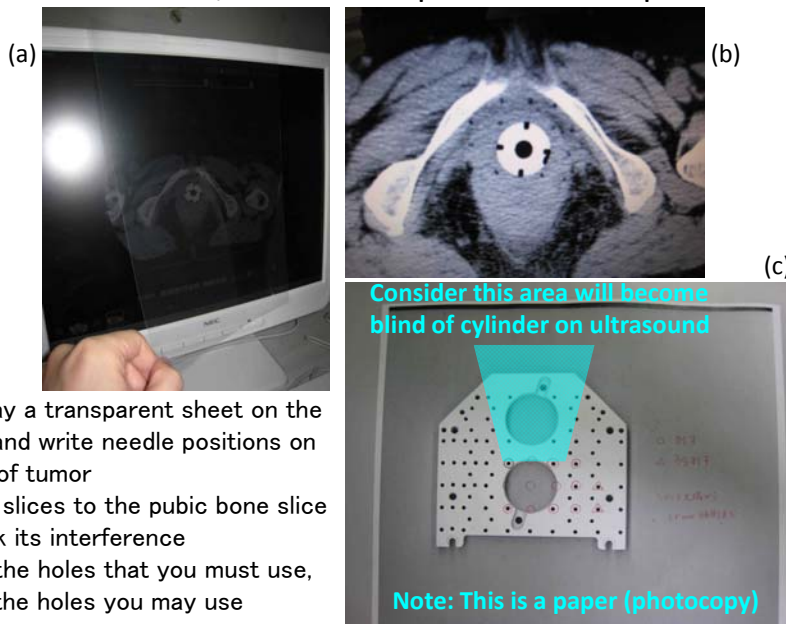 (a)
(b)
(c)
NEC
Consider this area will become
blind of cylinder on ultrasound
a transparent sheet on the
and write needle positions on
of tumor
slices to the pubic bone slice
its interference
the holes that you must use,
the holes you may use
Note: This is a paper (photocopy)